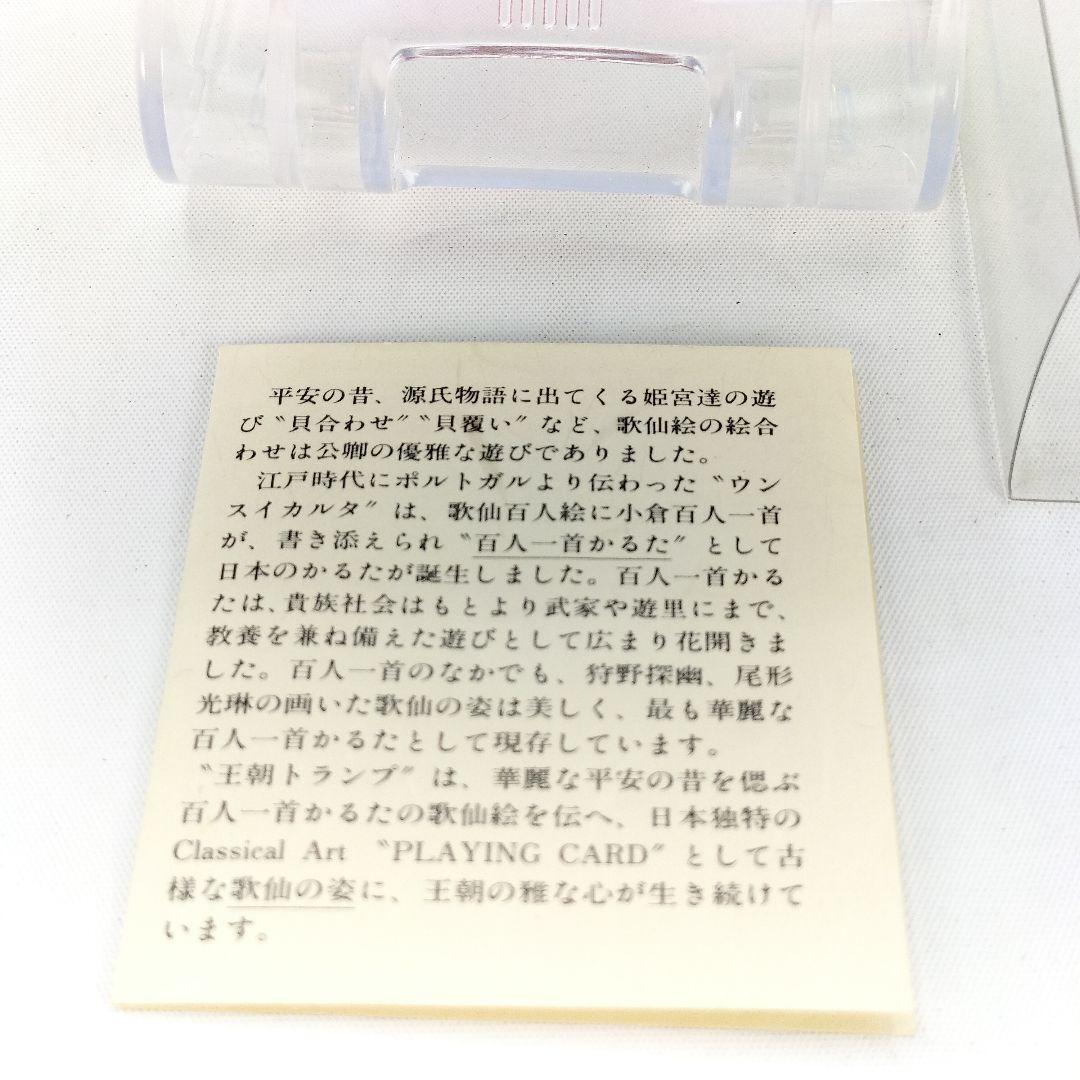 平安の昔、源氏物語に出てくる姫宮達の遊
び〝貝合わせ〞〝貝覆い〞など、歌仙絵の絵合
わせは公卿の優雅な遊びでありました。
江戸時代にポルトガルより伝わった〝ウン
スイカルタ〞は、歌仙百人絵に小倉百人一首
が、書き添えられ〝百人一首かるた〞として
日本のかるたが誕生しました。百人一首かる
たは、貴族社会はもとより武家や遊里にまで、
教養を兼ね備えた遊びとして広まり花開きま
した。百人一首のなかでも、狩野探幽、尾形
光琳の画いた歌仙の姿は美しく、最も華麗な
百人一首かるたとして現存しています。
〝王朝トランプ〞は、華麗な平安の昔を偲ぶ
百人一首かるたの歌仙絵を伝へ、日本独特の
Classical Art 〝PLAYING CARD〞として古
様な歌仙の姿に、王朝の雅な心が生き続けて
います。